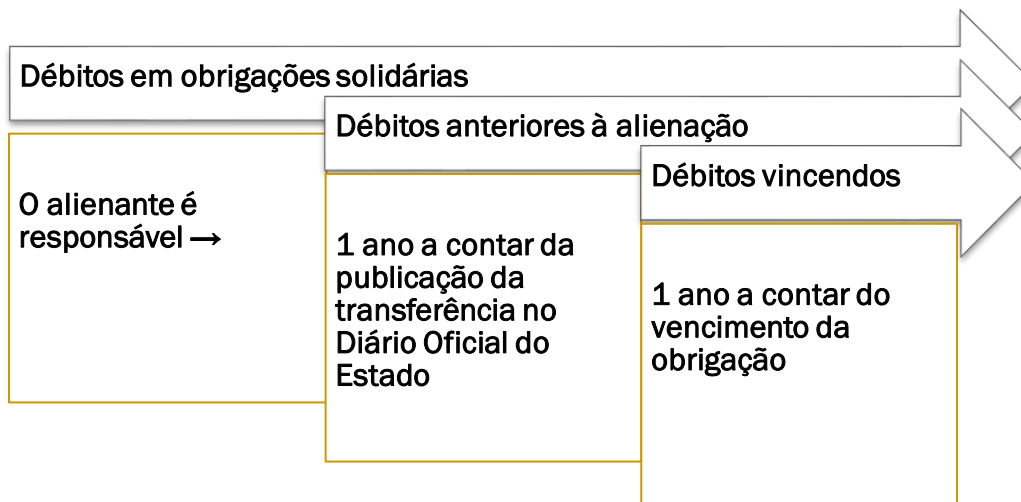 Débitos em obrigações solidárias
O alienante é
responsável →
Débitos anteriores à alienação
1 ano a contar da
publicação da
transferência no
Diário Oficial do
Estado
Débitos vincendos
1 ano a contar do
vencimento da
obrigação